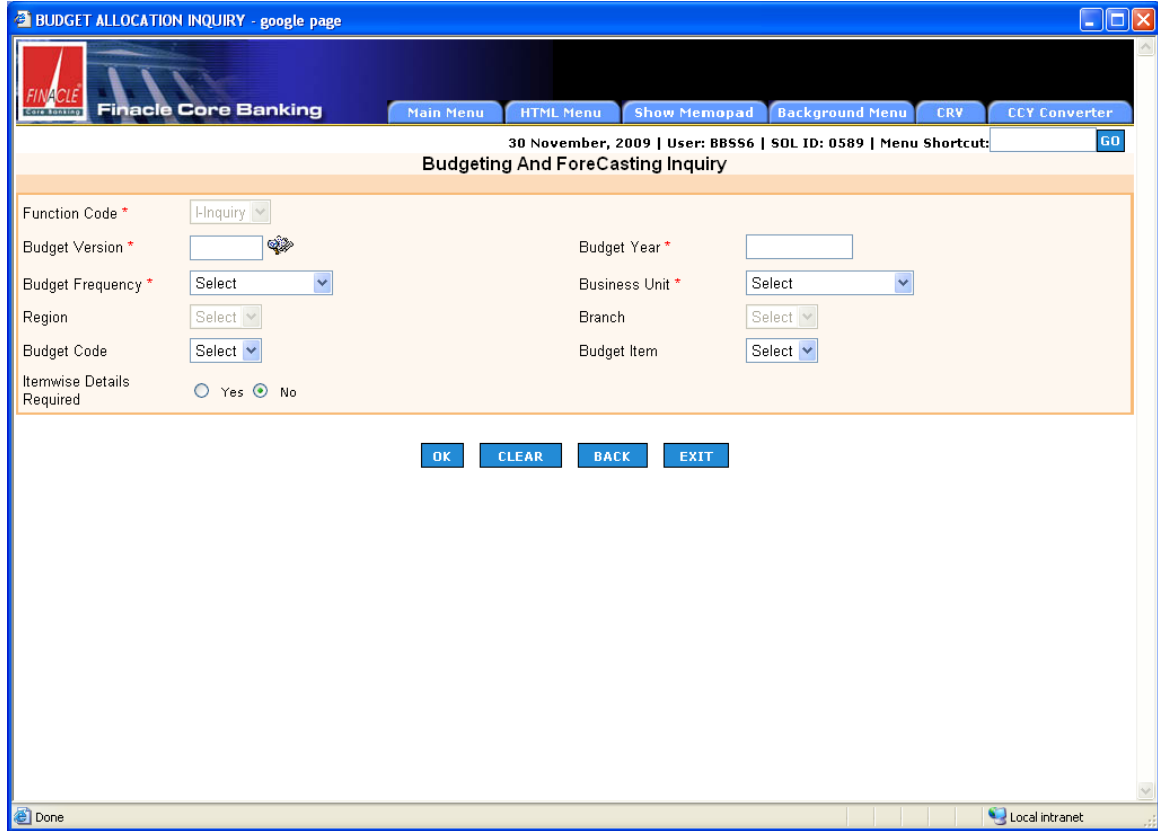 BUDGET ALLOCATION INQUIRY - google page
FINACLE
Core Banking
Finacle Core Banking
Main Menu HTML Menu Show Memopad Background Menu CRV CCY Converter
30 November, 2009 | User: BBSS6 | SOL ID: 0589 | Menu Shortcut: GO
Budgeting And ForeCasting Inquiry
Function Code * I-Inquiry
Budget Version * Budget Year *
Budget Frequency * Select Business Unit * Select
Region Select Branch Select
Budget Code Select Budget Item Select
Itemwise Details
Required Yes No
OK CLEAR BACK EXIT
Done Local intranet